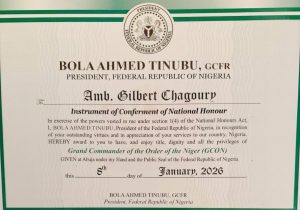 BOLA AHMED TINUBU, GCFR
PRESIDENT, FEDERAL REPUBLIC OF NIGERIA
Amb. Gilbert Chagoury
Instrument of Conferment of National Honour
In exercise of the powers vested in me under section 1(4) of the National Honours Act,
I, BOLA AHMED TINUBU, President of the Federal Republic of Nigeria, in recognition
of your outstanding virtues and in appreciation of your services to our country, Nigeria,
HEREBY award to you to have, and enjoy title, dignity and all the privileges of
Grand Commander of the Order of the Niger (GCON)
GIVEN at Abuja under my Hand and the Public Seal of the Federal Republic of Nigeria.
This 8th day of January, 2026
BOLA AHMED TINUBU, GCFR
President, Federal Republic of Nigeria